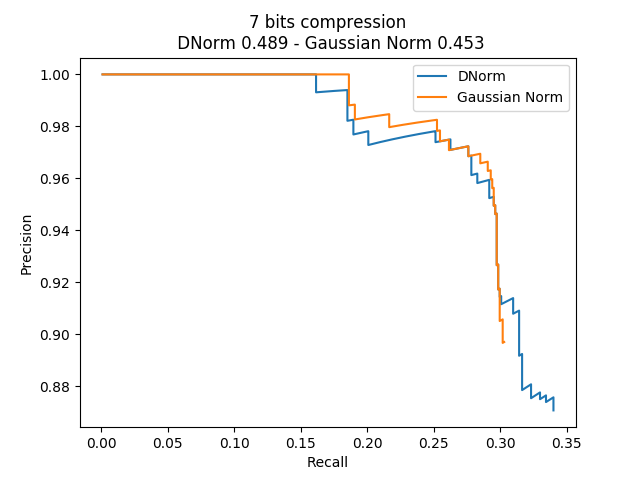 7 bits compression
DNorm 0.489 - Gaussian Norm 0.453
DNorm
Gaussian Norm
1.00
0.98
0.96
0.94
0.92
0.90
0.88
Precision
0.00 0.05 0.10 0.15 0.20 0.25 0.30 0.35
Recall